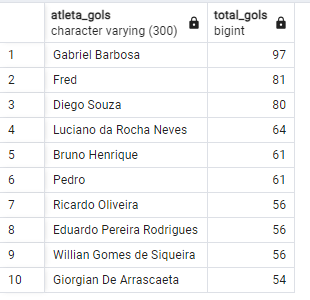 atleta_gols total_gols
character varying (300) bigint
1 Gabriel Barbosa 97
2 Fred 81
3 Diego Souza 80
4 Luciano da Rocha Neves 64
5 Bruno Henrique 61
6 Pedro 61
7 Ricardo Oliveira 56
8 Eduardo Pereira Rodrigues 56
9 Willian Gomes de Siqueira 56
10 Giorgian De Arrascaeta 54